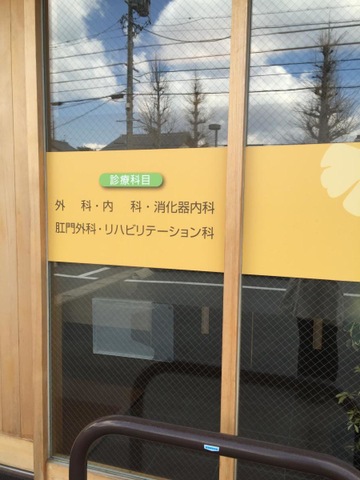 診療科目
外　科・内　科・消化器内科
肛門外科・リハビリテーション科